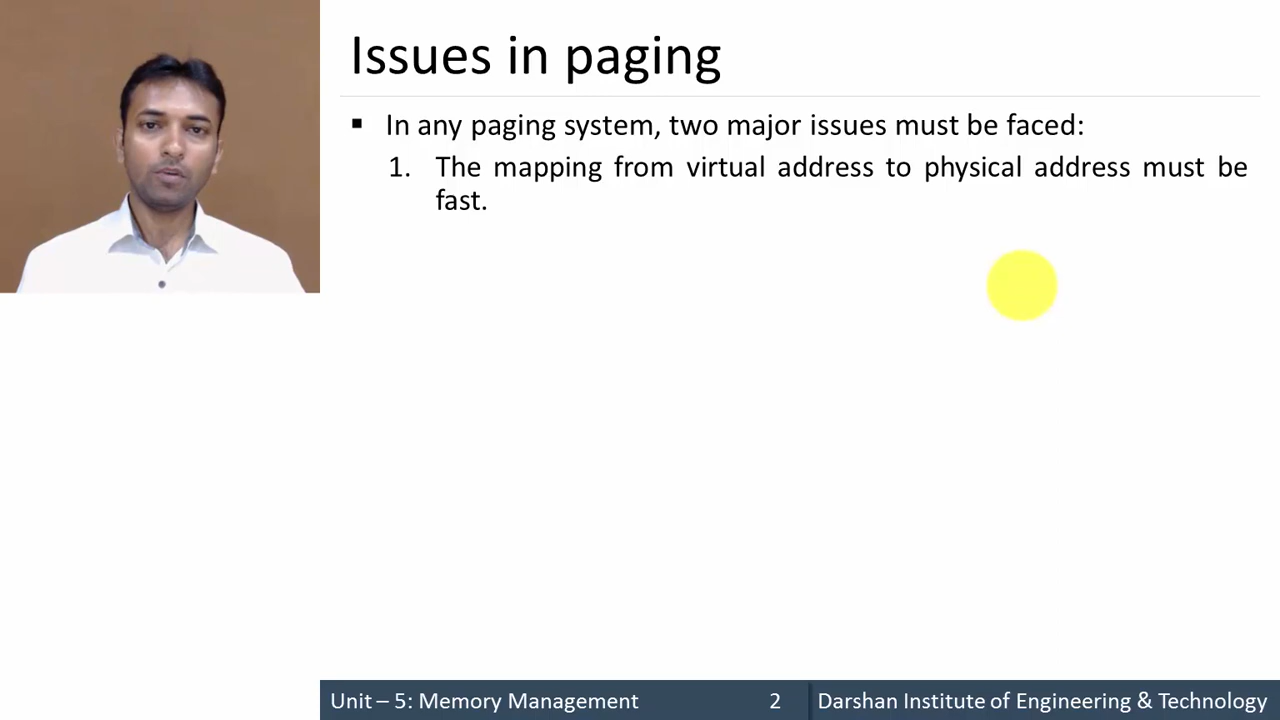 Issues in paging
▪ In any paging system, two major issues must be faced:
1. The mapping from virtual address to physical address must be
fast.
Unit – 5: Memory Management 2 Darshan Institute of Engineering & Technology